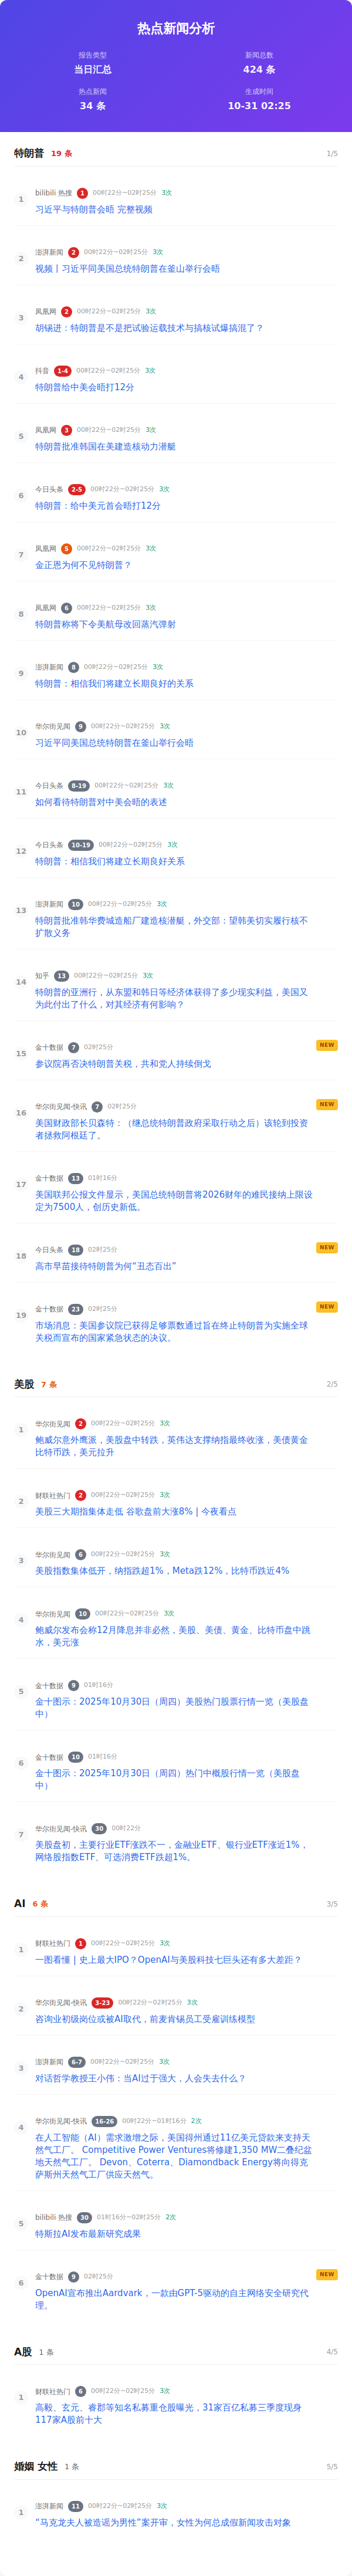 热点新闻分析
报告类型
新闻总数
当日汇总
424 条
热点新闻
生成时间
34 条
10-31 02:25
特朗普 19 条 1/5
1
bilibili 热搜 1 00时22分~02时25分 3次
习近平与特朗普会晤 完整视频
2
澎湃新闻 2 00时22分~02时25分 3次
视频丨习近平同美国总统特朗普在釜山举行会晤
3
凤凰网 2 00时22分~02时25分 3次
胡锡进：特朗普是不是把试验运载技术与搞核试爆搞混了？
4
抖音 1-4 00时22分~02时25分 3次
特朗普给中美会晤打12分
5
凤凰网 3 00时22分~02时25分 3次
特朗普批准韩国在美建造核动力潜艇
6
今日头条 2-5 00时22分~02时25分 3次
特朗普：给中美元首会晤打12分
7
凤凰网 5 00时22分~02时25分 3次
金正恩为何不见特朗普？
8
凤凰网 6 00时22分~02时25分 3次
特朗普称将下令美航母改回蒸汽弹射
9
澎湃新闻 8 00时22分~02时25分 3次
特朗普：相信我们将建立长期良好的关系
10
华尔街见闻 9 00时22分~02时25分 3次
习近平同美国总统特朗普在釜山举行会晤
11
今日头条 8-19 00时22分~02时25分 3次
如何看待特朗普对中美会晤的表述
12
今日头条 10-19 00时22分~02时25分 3次
特朗普：相信我们将建立长期良好关系
13
澎湃新闻 10 00时22分~02时25分 3次
特朗普批准韩华费城造船厂建造核潜艇，外交部：望韩美切实履行核不
扩散义务
14
知乎 13 00时22分~02时25分 3次
特朗普的亚洲行，从东盟和韩日等经济体获得了多少现实利益，美国又
为此付出了什么，对其经济有何影响？
15
金十数据 7 02时25分 NEW
参议院再否决特朗普关税，共和党人持续倒戈
16
华尔街见闻-快讯 7 02时25分 NEW
美国财政部长贝森特：（继总统特朗普政府采取行动之后）该轮到投资
者拯救阿根廷了。
17
金十数据 13 01时16分
美国联邦公报文件显示，美国总统特朗普将2026财年的难民接纳上限设
定为7500人，创历史新低。
18
今日头条 18 02时25分 NEW
高市早苗接待特朗普为何“丑态百出”
19
金十数据 23 02时25分 NEW
市场消息：美国参议院已获得足够票数通过旨在终止特朗普为实施全球
关税而宣布的国家紧急状态的决议。
美股 7 条 2/5
1
华尔街见闻 2 00时22分~02时25分 3次
鲍威尔意外鹰派，美股盘中转跌，英伟达支撑纳指最终收涨，美债黄金
比特币跌，美元拉升
2
财联社热门 2 00时22分~02时25分 3次
美股三大期指集体走低 谷歌盘前大涨8% | 今夜看点
3
华尔街见闻 6 00时22分~02时25分 3次
美股指数集体低开，纳指跌超1%，Meta跌12%，比特币跌近4%
4
华尔街见闻 10 00时22分~02时25分 3次
鲍威尔发布会称12月降息并非必然，美股、美债、黄金、比特币盘中跳
水，美元涨
5
金十数据 9 01时16分
金十图示：2025年10月30日（周四）美股热门股票行情一览（美股盘
中）
6
金十数据 10 01时16分
金十图示：2025年10月30日（周四）热门中概股行情一览（美股盘
中）
7
华尔街见闻-快讯 30 00时22分
美股盘初，主要行业ETF涨跌不一，金融业ETF、银行业ETF涨近1%，
网络股指数ETF、可选消费ETF跌超1%。
AI 6 条 3/5
1
财联社热门 1 00时22分~02时25分 3次
一图看懂 | 史上最大IPO？OpenAI与美股科技七巨头还有多大差距？
2
华尔街见闻-快讯 3-23 00时22分~02时25分 3次
咨询业初级岗位或被AI取代，前麦肯锡员工受雇训练模型
3
澎湃新闻 6-7 00时22分~02时25分 3次
对话哲学教授王小伟：当AI过于强大，人会失去什么？
4
华尔街见闻-快讯 16-26 00时22分~01时16分 2次
在人工智能（AI）需求激增之际，美国得州通过11亿美元贷款来支持天
然气工厂。 Competitive Power Ventures将修建1,350 MW二叠纪盆
地天然气工厂。 Devon、Coterra、Diamondback Energy将向得克
萨斯州天然气工厂供应天然气。
5
bilibili 热搜 30 01时16分~02时25分 2次
特斯拉AI发布最新研究成果
6
金十数据 9 02时25分 NEW
OpenAI宣布推出Aardvark，一款由GPT-5驱动的自主网络安全研究代
理。
A股 1 条 4/5
1
财联社热门 6 00时22分~02时25分 3次
高毅、玄元、睿郡等知名私募重仓股曝光，31家百亿私募三季度现身
117家A股前十大
婚姻 女性 1 条 5/5
1
澎湃新闻 11 00时22分~02时25分 3次
“马克龙夫人被造谣为男性”案开审，女性为何总成假新闻攻击对象